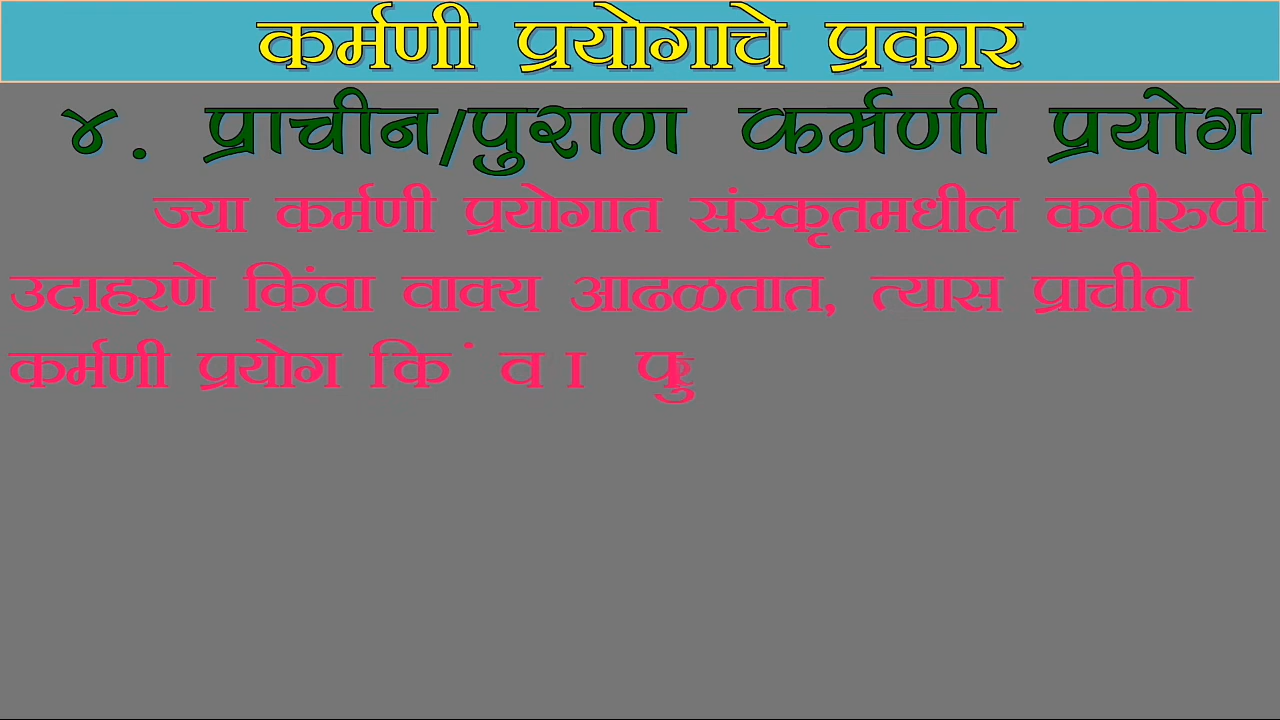 कर्मणी प्रयोगाचे प्रकार
४. प्राचीन/पुराण कर्मणी प्रयोग
ज्या कर्मणी प्रयोगात संस्कृतमधील कवीरुपी
उदाहरणे किंवा वाक्य आढळतात, त्यास प्राचीन
कर्मणी प्रयोग किंवा